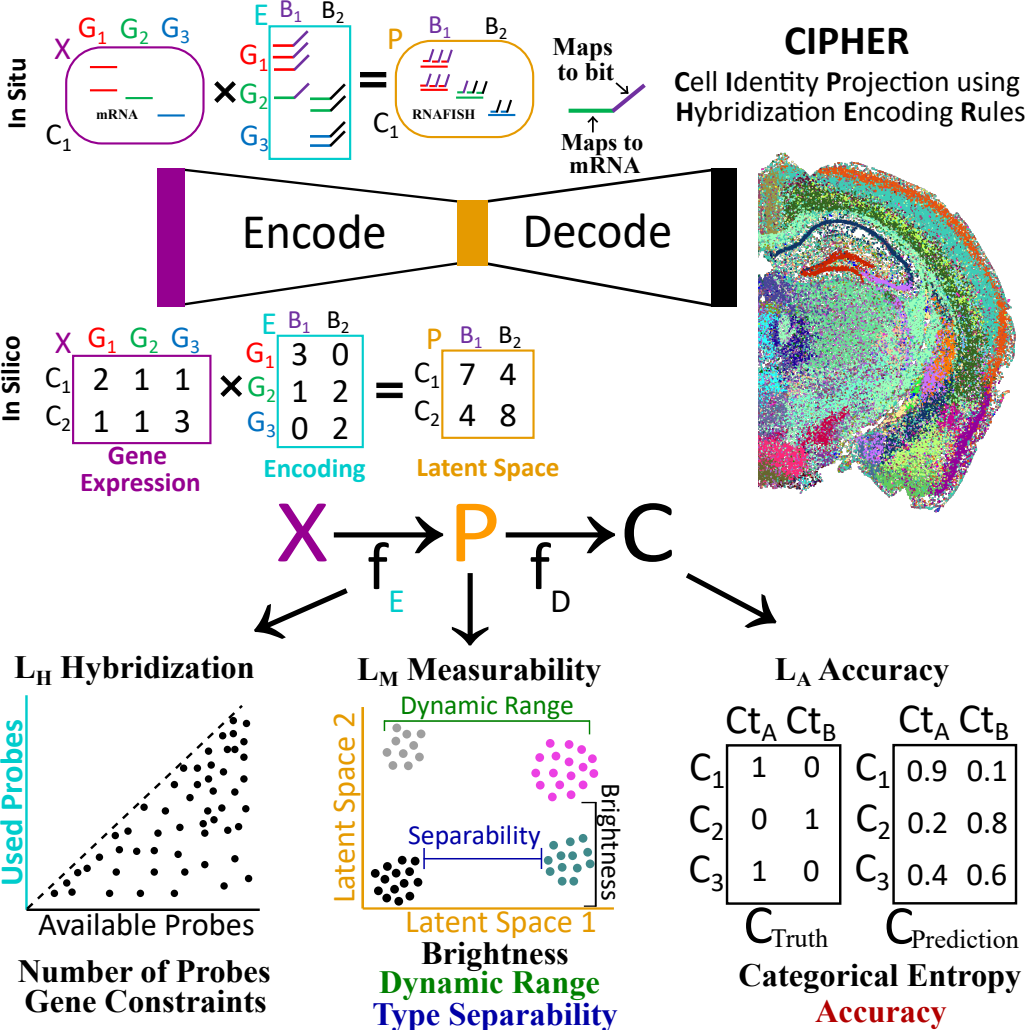 In Situ
X G1 G2 G3
mRNA
C1
×
E B1 B2
G1
G2
G3
=
P B1 B2
RNAFISH
C1
Maps
to bit
Maps to
mRNA
CIPHER
Cell Identity Projection using
Hybridization Encoding Rules
Encode
Decode
In Silico
X G1 G2 G3
C1 2 1 1
C2 1 1 3
Gene
Expression
×
E B1 B2
G1 3 0
G2 1 2
G3 0 2
Encoding
=
P B1 B2
C1 7 4
C2 4 8
Latent Space
X P C
fE fD
LH Hybridization
Used Probes
Available Probes
Number of Probes
Gene Constraints
LM Measurability
Dynamic Range
Latent Space 2
Separability
Brightness
Latent Space 1
Brightness
Dynamic Range
Type Separability
LA Accuracy
CtA CtB
C1 1 0
C2 0 1
C3 1 0
CTruth
CtA CtB
C1 0.9 0.1
C2 0.2 0.8
C3 0.4 0.6
CPrediction
Categorical Entropy
Accuracy